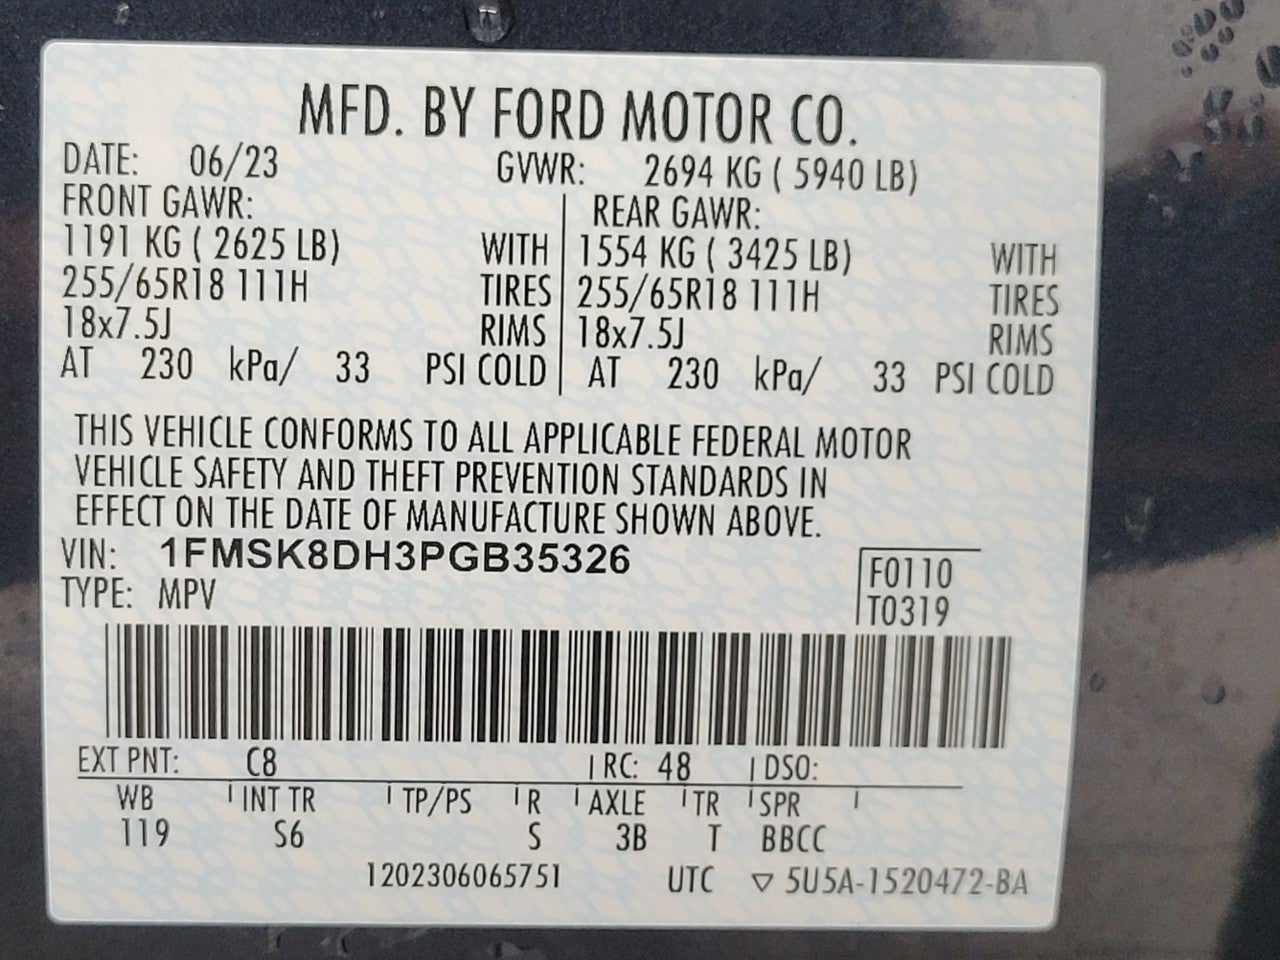 MFD. BY FORD MOTOR CO.
DATE: 06/23 GVWR: 2694 KG ( 5940 LB)
FRONT GAWR: REAR GAWR:
1191 KG ( 2625 LB) WITH 1554 KG ( 3425 LB) WITH
255/65R18 111H TIRES 255/65R18 111H TIRES
18x7.5J RIMS 18x7.5J RIMS
AT 230 kPa/ 33 PSI COLD AT 230 kPa/ 33 PSI COLD
THIS VEHICLE CONFORMS TO ALL APPLICABLE FEDERAL MOTOR
VEHICLE SAFETY AND THEFT PREVENTION STANDARDS IN
EFFECT ON THE DATE OF MANUFACTURE SHOWN ABOVE.
VIN: 1FMSK8DH3PGB35326
F0110
TYPE: MPV
T0319
EXT PNT: C8 RC: 48 DSO:
WB INT TR TP/PS R AXLE TR SPR
119 S6 S 3B T BBCC
1202306065751 UTC ▽ 5U5A-1520472-BA